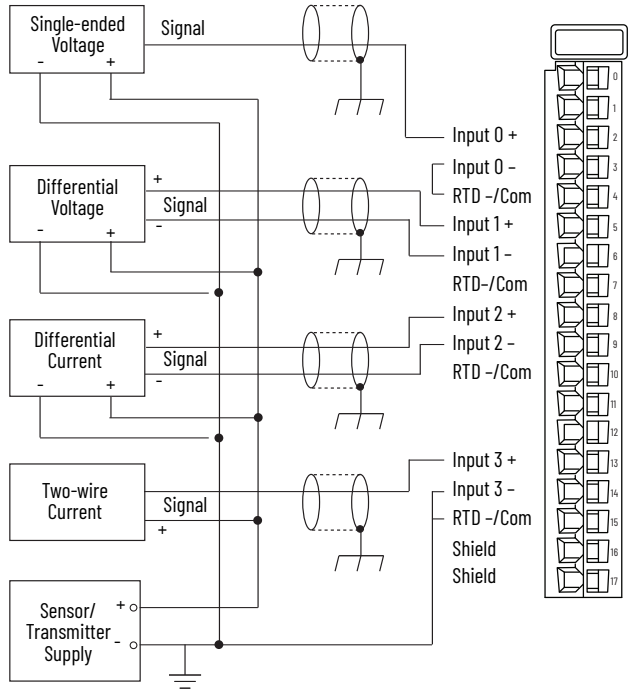 Single-ended
Voltage
- +
Signal
Input 0 +
Input 0 –
RTD –/Com
Differential
Voltage
- +
+
Signal
-
Input 1 +
Input 1 –
RTD–/Com
Differential
Current
- +
+
Signal
-
Input 2 +
Input 2 –
RTD –/Com
Two-wire
Current
Signal
+
Input 3 +
Input 3 –
RTD –/Com
Shield
Shield
Sensor/
Transmitter
Supply
+
-
0
1
2
3
4
5
6
7
8
9
10
11
12
13
14
15
16
17